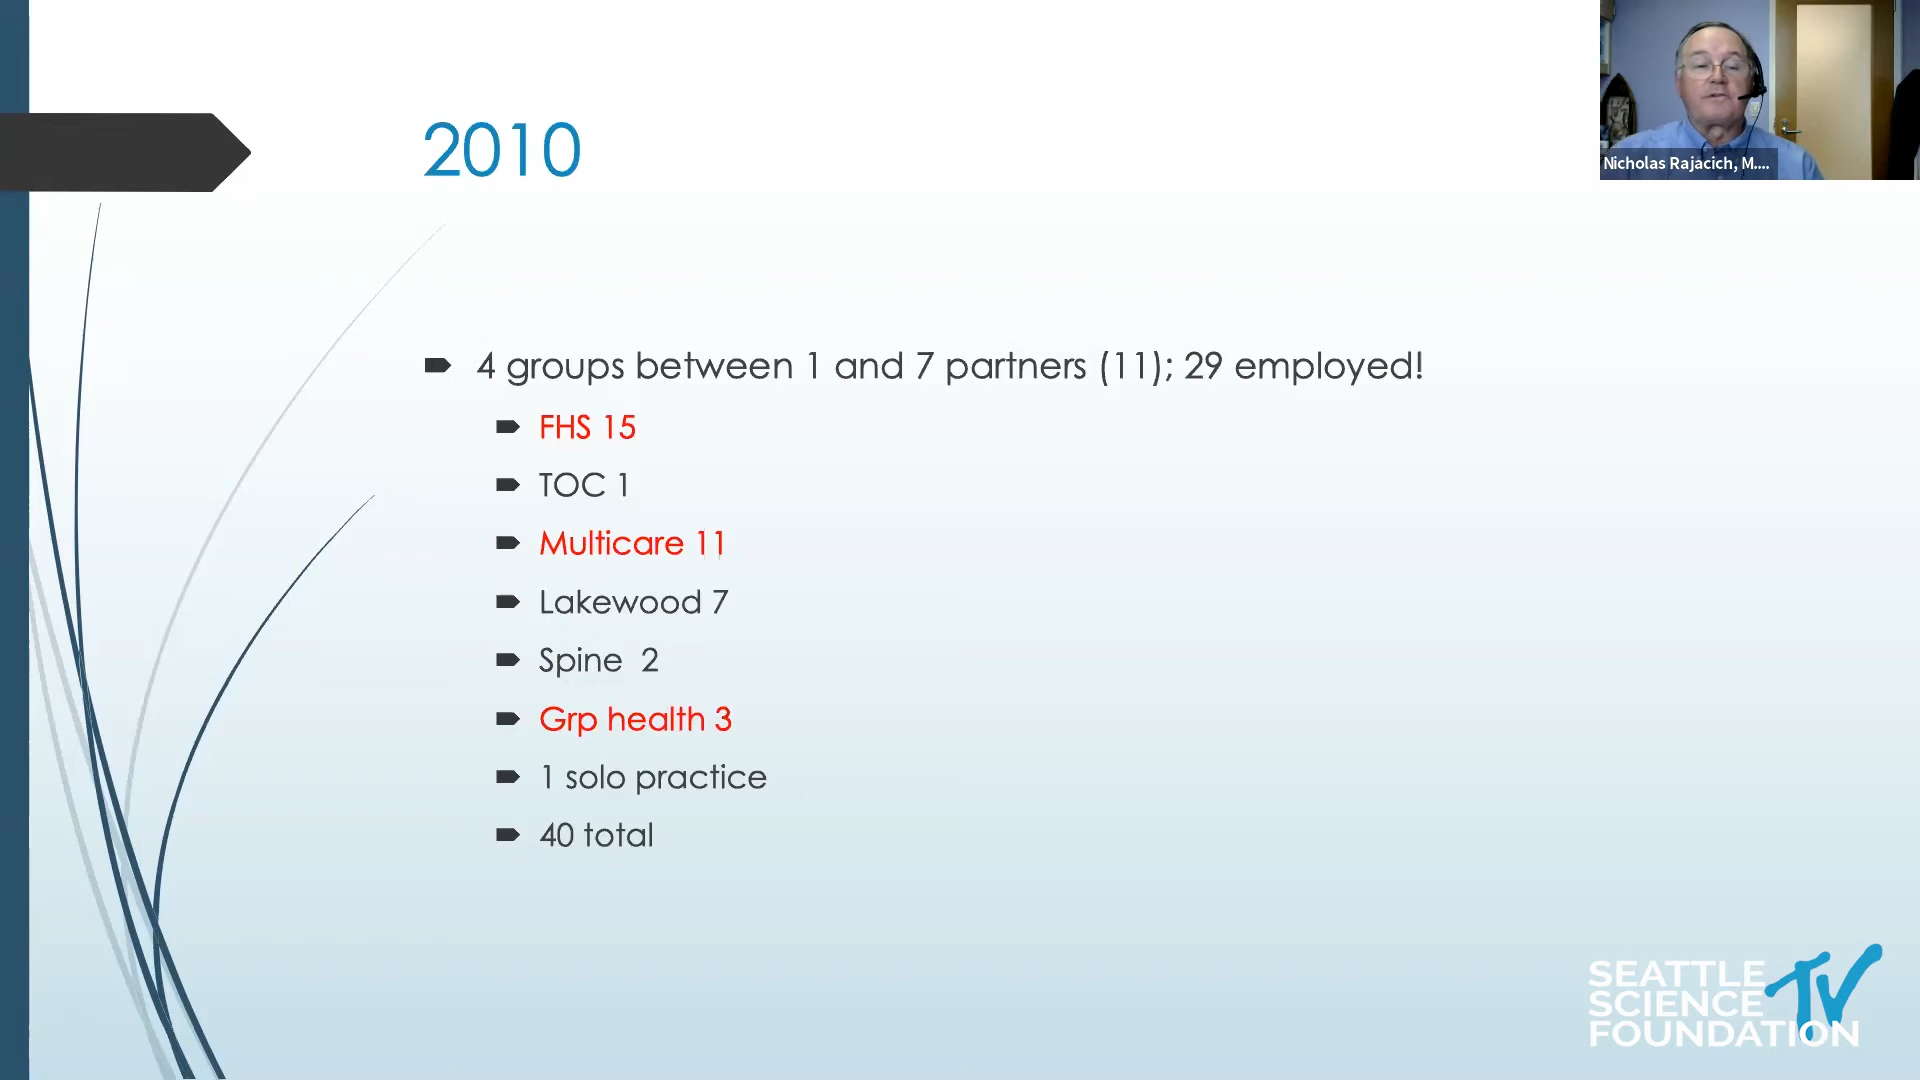 2010
Nicholas Rajacich, M....
4 groups between 1 and 7 partners (11); 29 employed!
FHS 15
TOC 1
Multicare 11
Lakewood 7
Spine 2
Grp health 3
1 solo practice
40 total
SEATTLE
SCIENCE
FOUNDATION
TV